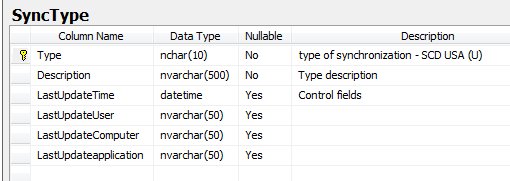 SyncType
Column Name Data Type Nullable Description
Type nchar(10) No type of synchronization - SCD USA (U)
Description nvarchar(500) No Type description
LastUpdateTime datetime Yes Control fields
LastUpdateUser nvarchar(50) Yes
LastUpdateComputer nvarchar(50) Yes
LastUpdateapplication nvarchar(50) Yes